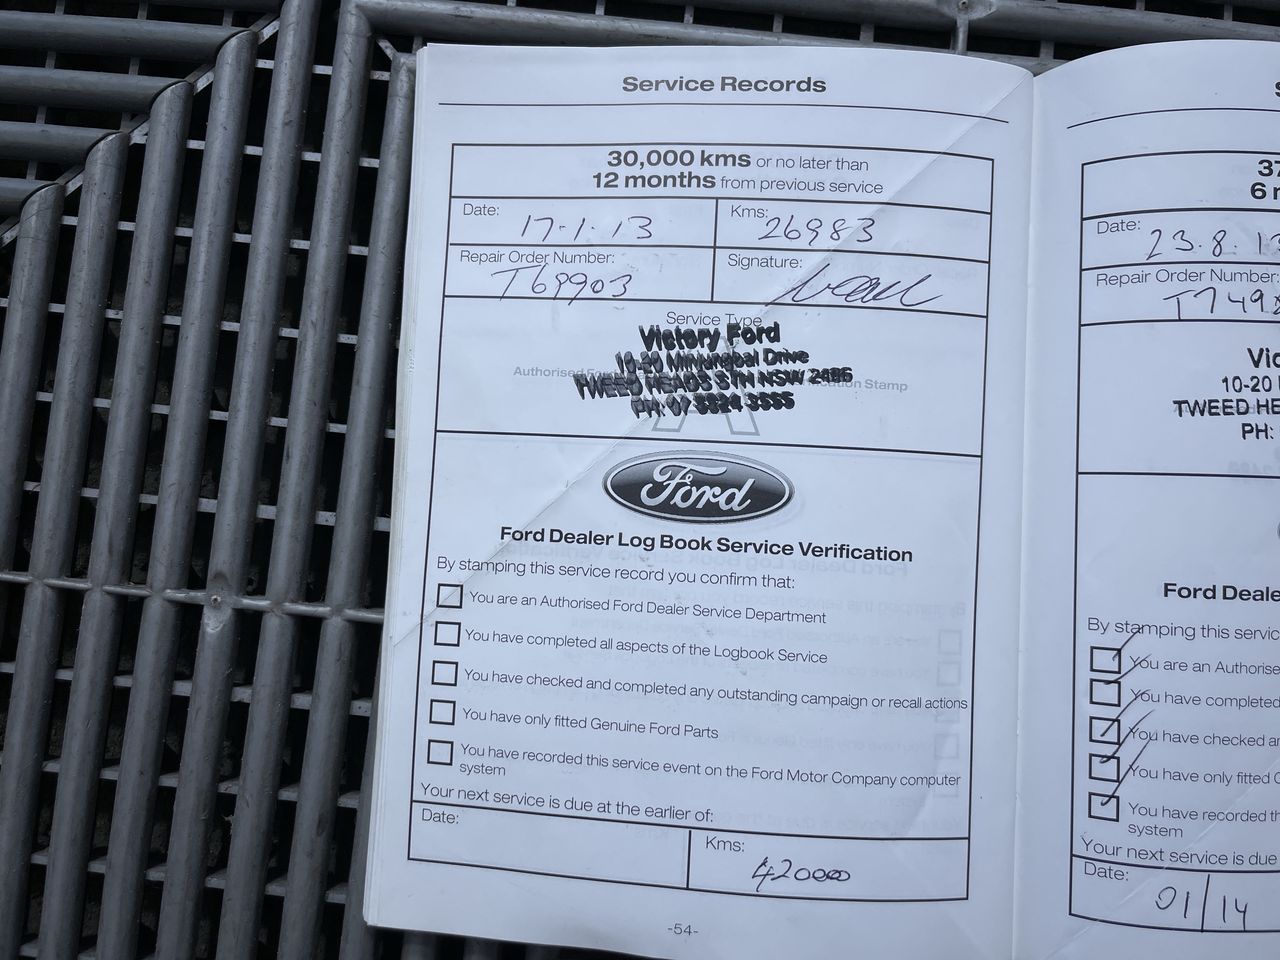 Service Records
30,000 kms or no later than
12 months from previous service
Date: 17.1.13
Kms: 26983
Repair Order Number: T69903
Signature:
Service Type
Victory Ford
10-20 Minjungbal Drive
TWEED HEADS STH NSW 2486
PH: 07
Stamp
Ford
Ford Dealer Log Book Service Verification
By stamping this service record you confirm that:
You are an Authorised Ford Dealer Service Department
You have completed all aspects of the Logbook Service
You have checked and completed any outstanding campaign or recall actions
You have only fitted Genuine Ford Parts
You have recorded this service event on the Ford Motor Company computer
system
Your next service is due at the earlier of:
Date:
Kms: 42000
-54-
S
37
6 m
Date: 23.8.13
Repair Order Number:
T749
Vic
10-20
TWEED HE
PH:
Ford Deale
By stamping this servic
You are an Authorise
You have completed
You have checked an
You have only fitted G
You have recorded th
system
Your next service is due
Date: 01/14